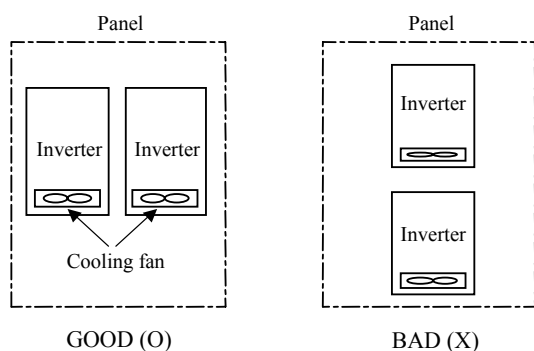 Panel
Inverter Inverter
Cooling fan
GOOD (O)
Panel
Inverter
Inverter
BAD (X)